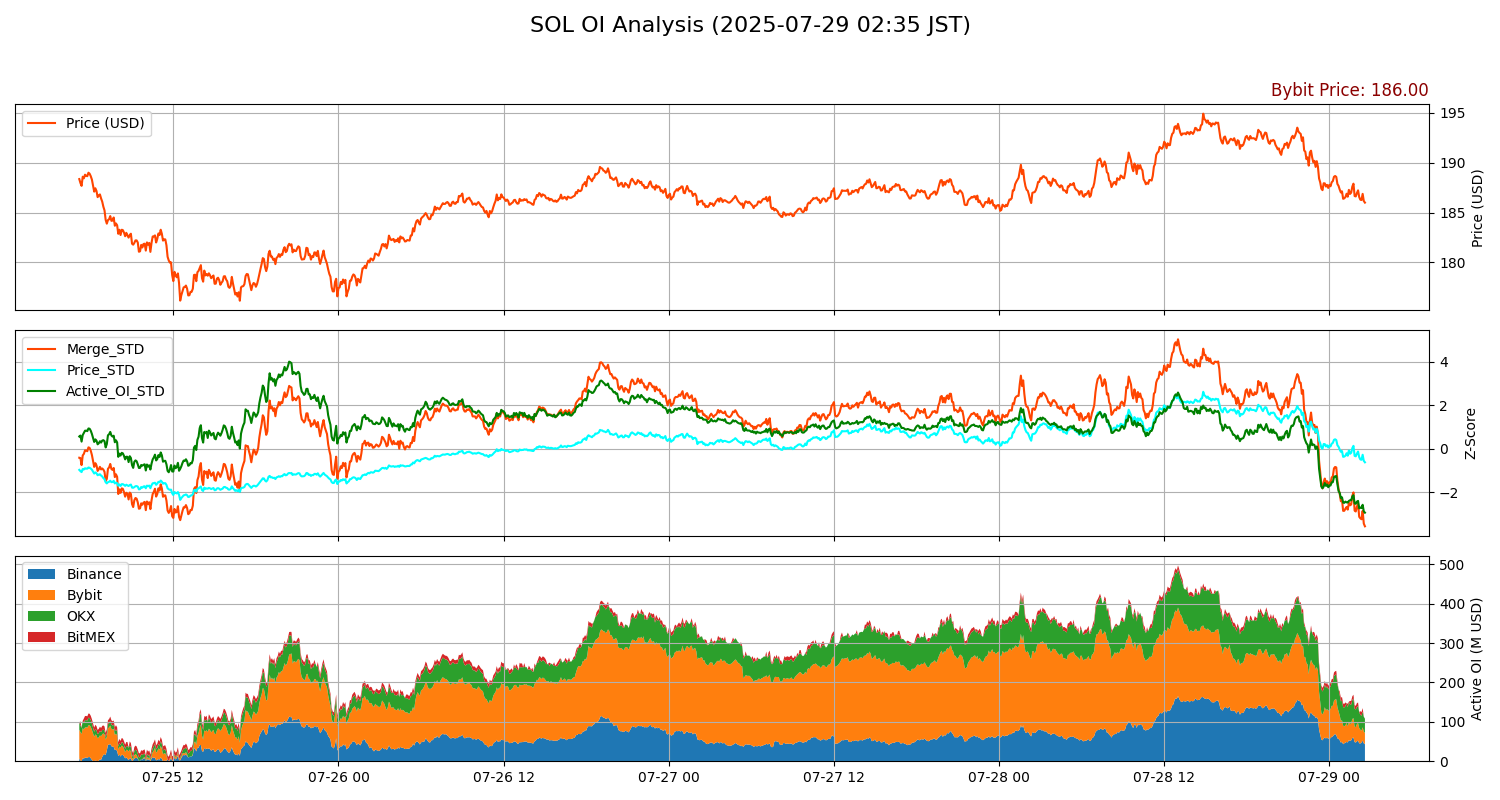 SOL OI Analysis (2025-07-29 02:35 JST)
Bybit Price: 186.00
Price (USD)
195
190
185
180
Price (USD)
Merge_STD
Price_STD
Active_OI_STD
4
2
0
−2
Z-Score
Binance
Bybit
OKX
BitMEX
500
400
300
200
100
0
Active OI (M USD)
07-25 12
07-26 00
07-26 12
07-27 00
07-27 12
07-28 00
07-28 12
07-29 00